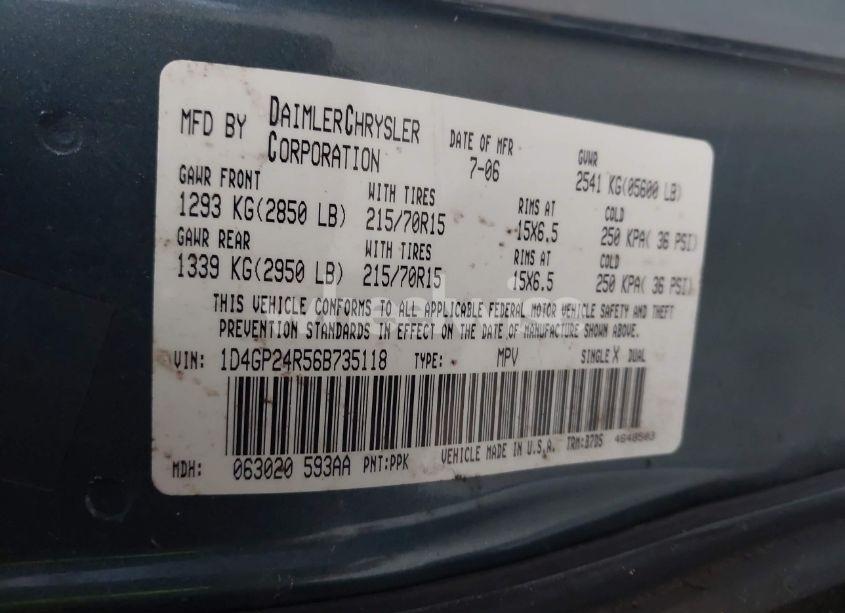 MFD BY DAIMLERCHRYSLER CORPORATION DATE OF MFR 7-06 GVWR 2541 KG(05600 LB)
GAWR FRONT WITH TIRES RIMS AT COLD
1293 KG(2850 LB) 215/70R15 15X6.5 250 KPA( 36 PSI)
GAWR REAR WITH TIRES RIMS AT COLD
1339 KG(2950 LB) 215/70R15 15X6.5 250 KPA( 36 PSI)
THIS VEHICLE CONFORMS TO ALL APPLICABLE FEDERAL MOTOR VEHICLE SAFETY AND THEFT
PREVENTION STANDARDS IN EFFECT ON THE DATE OF MANUFACTURE SHOWN ABOVE.
VIN: 1D4GP24R56B735118 TYPE: MPV SINGLE X DUAL
MDH: 063020 593AA PNT:PPK VEHICLE MADE IN U.S.A. TRM:B7D5 4648503